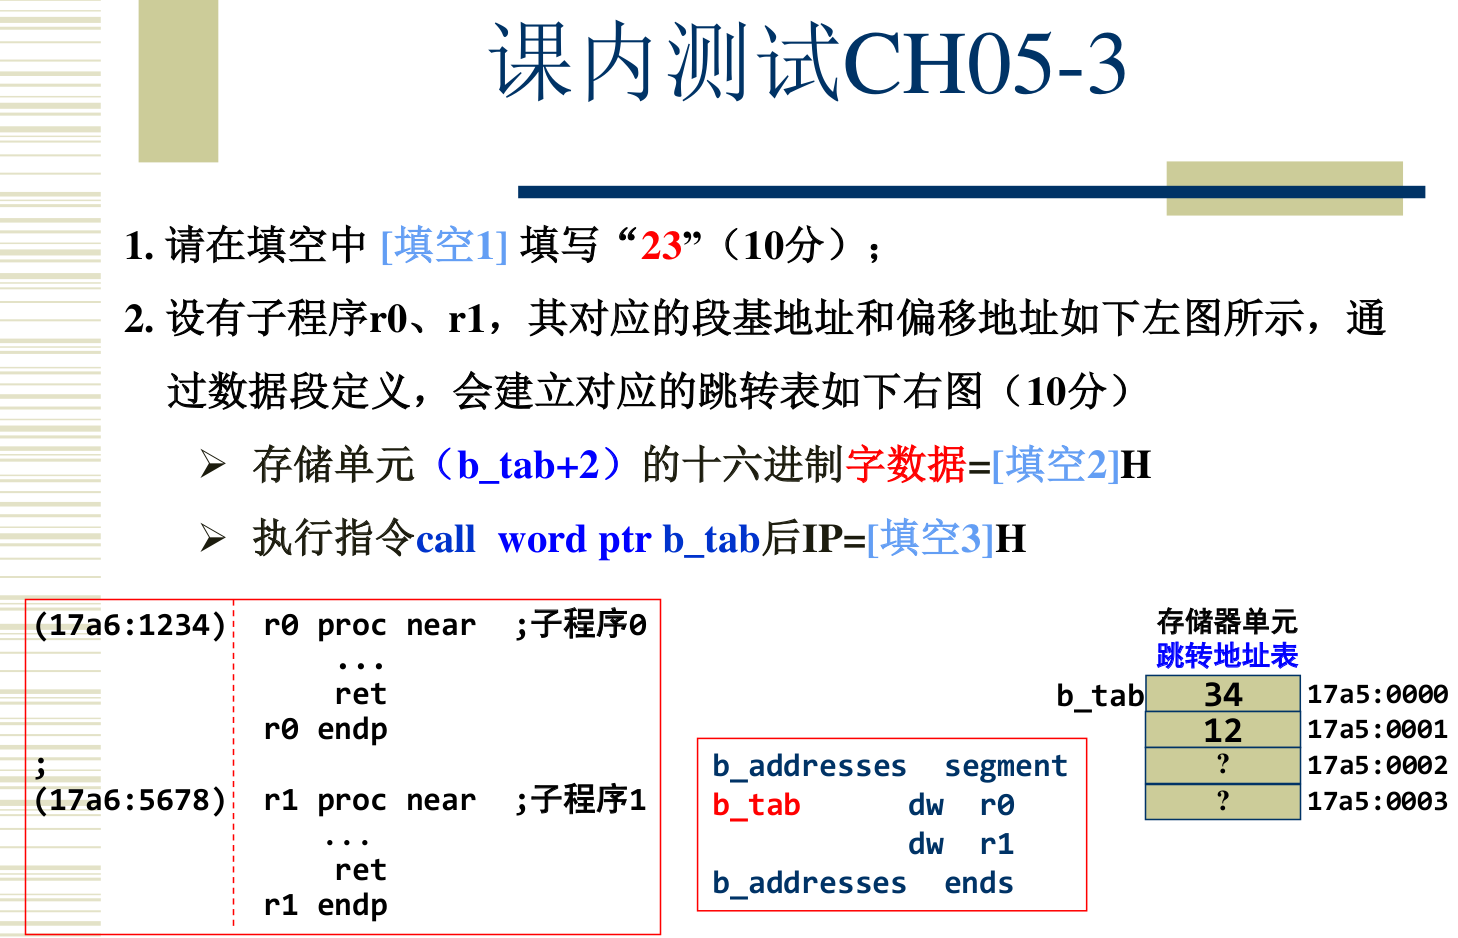 课内测试CH05-3
1. 请在填空中 [填空1] 填写“23”（10分）；
2. 设有子程序r0、r1，其对应的段基地址和偏移地址如下左图所示，通
过数据段定义，会建立对应的跳转表如下右图（10分）
➢ 存储单元（b_tab+2）的十六进制字数据=[填空2]H
➢ 执行指令call word ptr b_tab后IP=[填空3]H
(17a6:1234) r0 proc near ;子程序0
...
ret
r0 endp
;
(17a6:5678) r1 proc near ;子程序1
...
ret
r1 endp
b_addresses segment
b_tab dw r0
dw r1
b_addresses ends
存储器单元
跳转地址表
b_tab 34 17a5:0000
12 17a5:0001
? 17a5:0002
? 17a5:0003